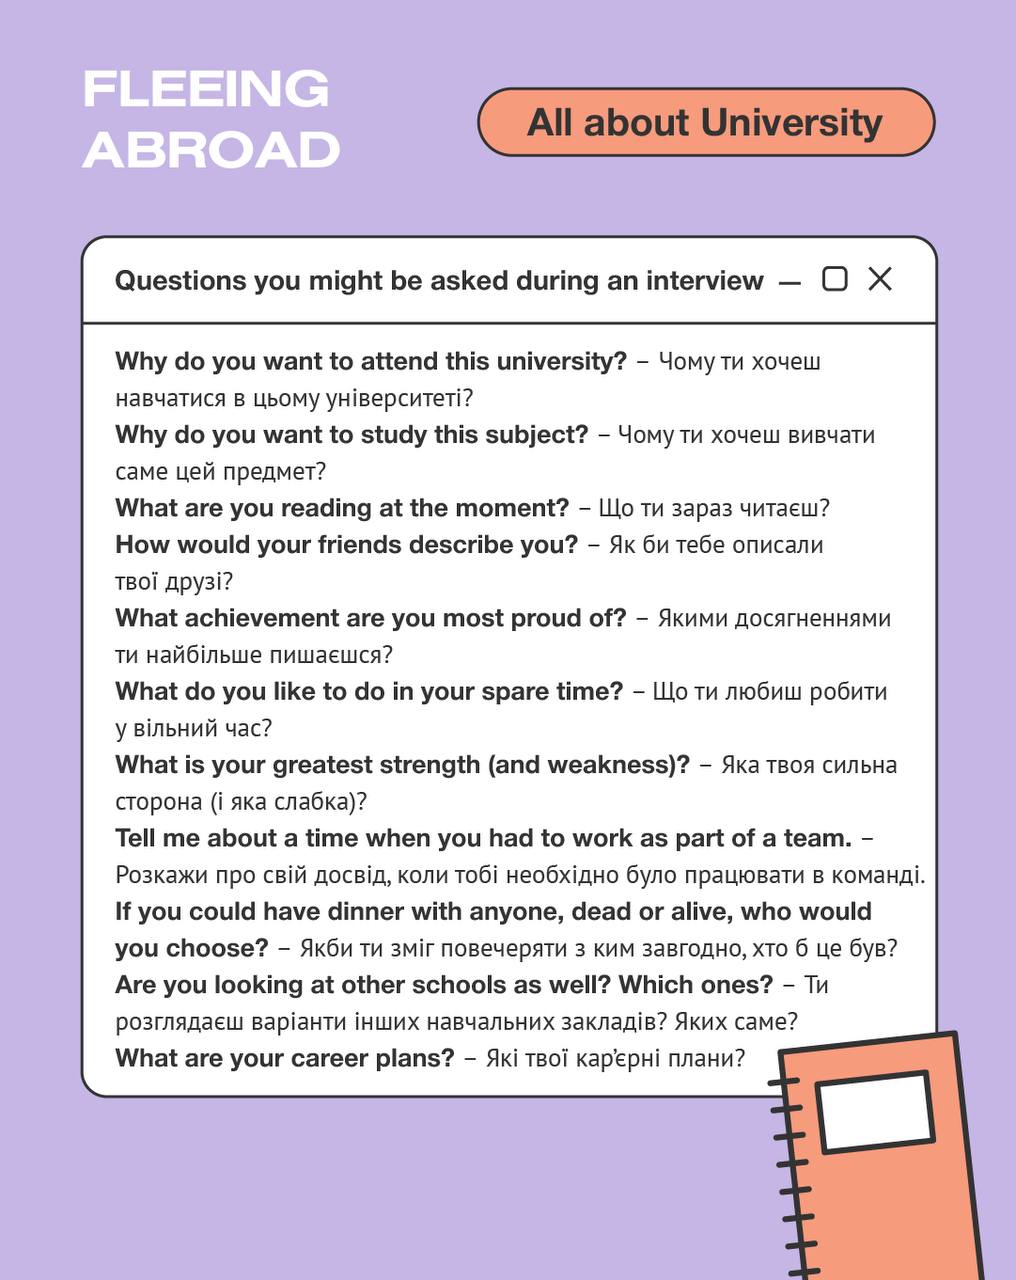 FLEEING
ABROAD
All about University
Questions you might be asked during an interview
Why do you want to attend this university? – Чому ти хочеш
навчатися в цьому університеті?
Why do you want to study this subject? – Чому ти хочеш вивчати
саме цей предмет?
What are you reading at the moment? – Що ти зараз читаєш?
How would your friends describe you? – Як би тебе описали
твої друзі?
What achievement are you most proud of? – Якими досягненнями
ти найбільше пишаєшся?
What do you like to do in your spare time? – Що ти любиш робити
у вільний час?
What is your greatest strength (and weakness)? – Яка твоя сильна
сторона (і яка слабка)?
Tell me about a time when you had to work as part of a team. –
Розкажи про свій досвід, коли тобі необхідно було працювати в команді.
If you could have dinner with anyone, dead or alive, who would
you choose? – Якби ти зміг повечеряти з ким завгодно, хто б це був?
Are you looking at other schools as well? Which ones? – Ти
розглядаєш варіанти інших навчальних закладів? Яких саме?
What are your career plans? – Які твої кар’єрні плани?